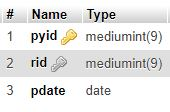 # Name Type
1 pyid mediumint(9)
2 rid mediumint(9)
3 pdate date